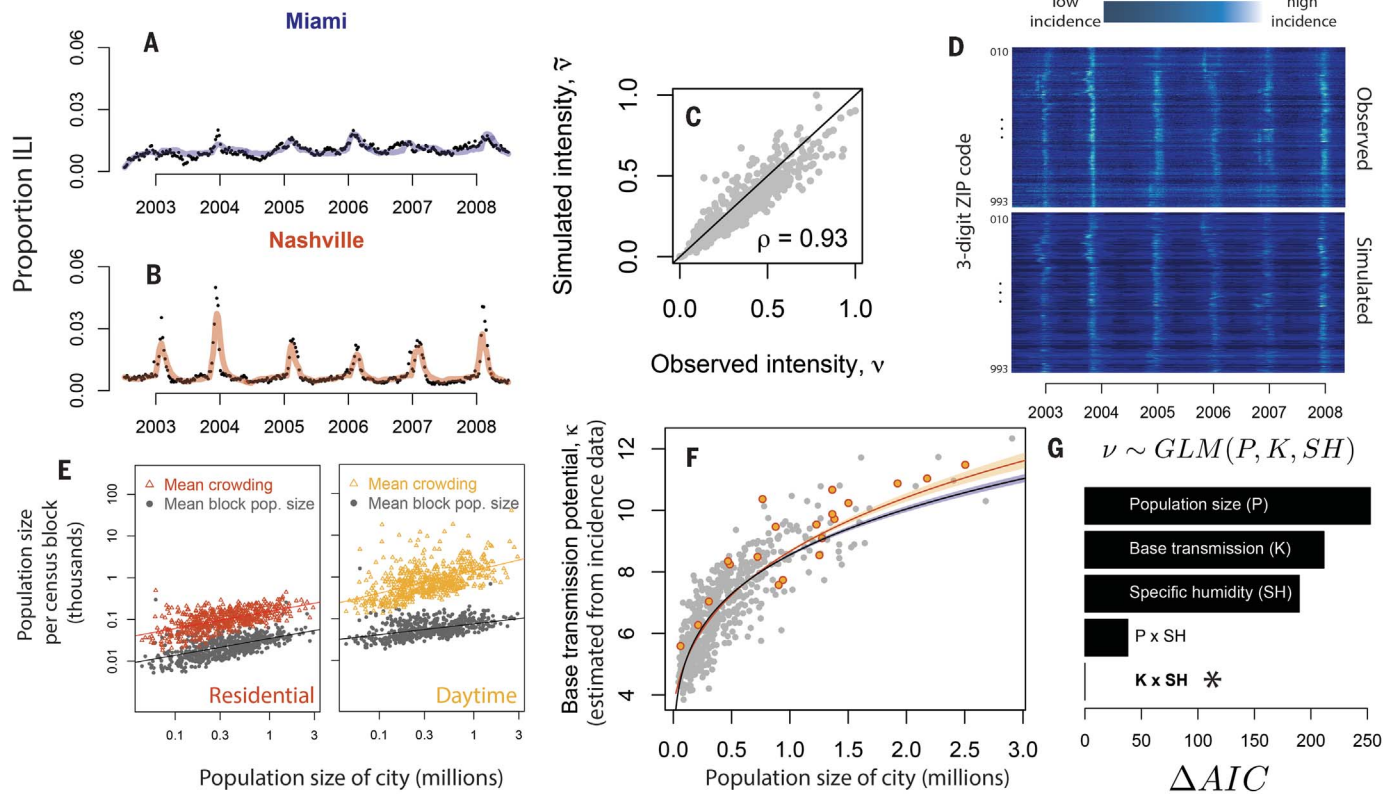 Miami
A
Proportion ILI
0.06
0.03
0.00
2003 2004 2005 2006 2007 2008
Nashville
B
0.06
0.03
0.00
2003 2004 2005 2006 2007 2008
C
Simulated intensity, ν̃
1.0
0.5
0.0
ρ = 0.93
0.0 0.5 1.0
Observed intensity, ν
low
incidence
high
incidence
D
3-digit ZIP code
010
⋮
993
Observed
010
⋮
993
Simulated
2003 2004 2005 2006 2007 2008
E
Population size
per census block
(thousands)
100
10
1
0.1
0.01
Mean crowding
Mean block pop. size
Residential
0.1 0.3 1 3
Mean crowding
Mean block pop. size
Daytime
0.1 0.3 1 3
Population size of city (millions)
F
Base transmission potential, κ
(estimated from incidence data)
12
10
8
6
4
0.0 0.5 1.0 1.5 2.0 2.5 3.0
Population size of city (millions)
G
ν ∼ GLM(P, K, SH)
Population size (P)
Base transmission (K)
Specific humidity (SH)
P x SH
K x SH *
0 50 100 150 200 250
ΔAIC